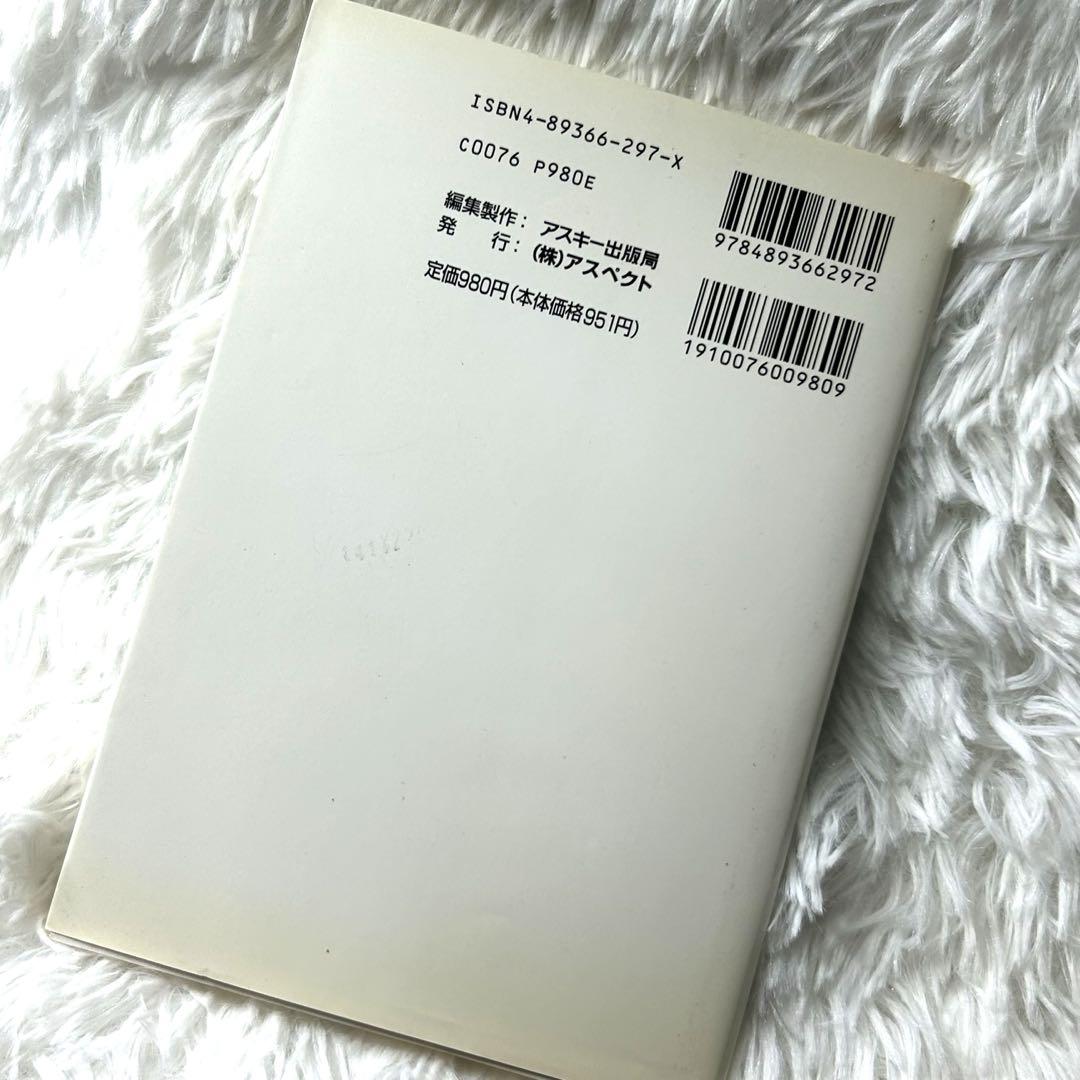 ISBN4-89366-297-X
C0076 P980E
編集製作：アスキー出版局
発　　行：(株)アスペクト
定価980円(本体価格951円)
9784893662972
1910076009809